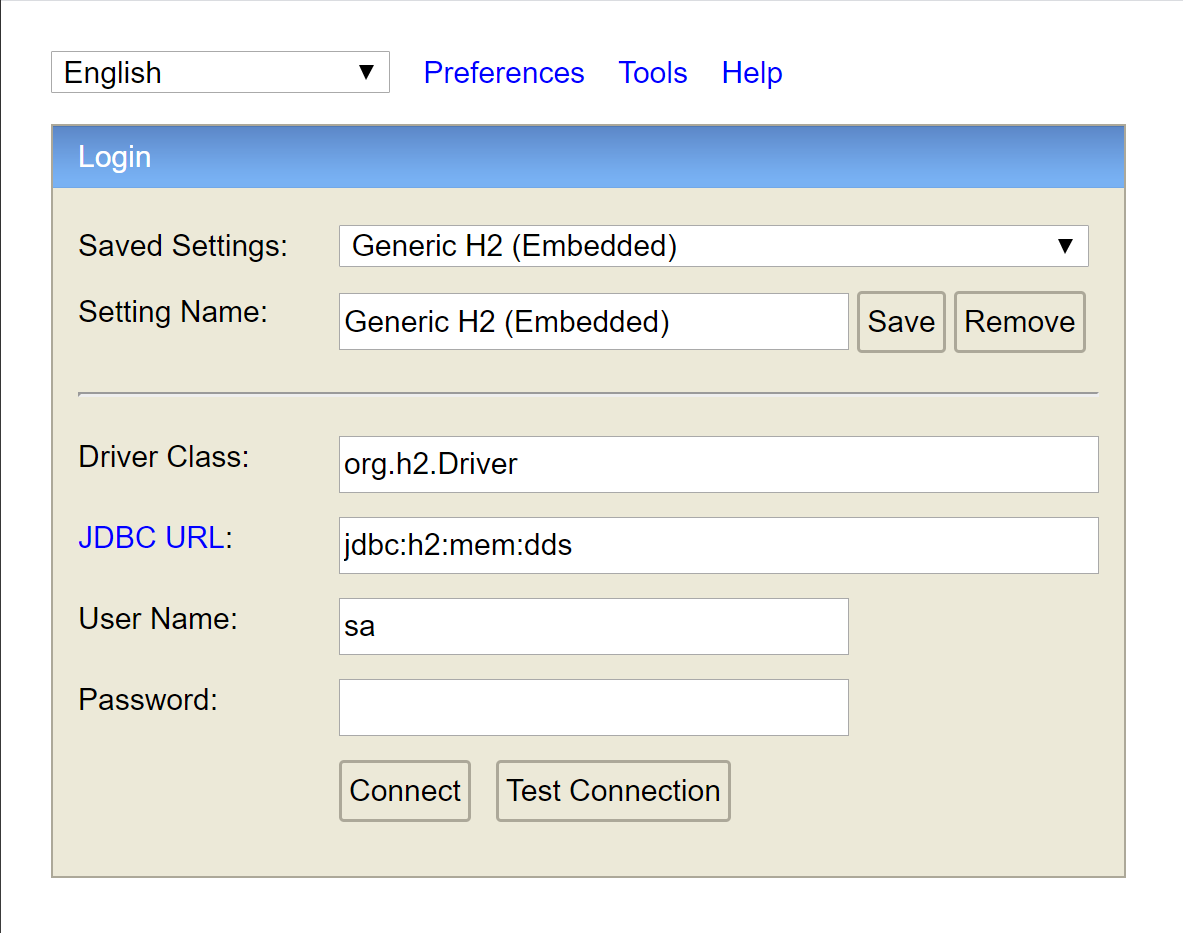 English ▼ Preferences Tools Help
Login
Saved Settings: Generic H2 (Embedded) ▼
Setting Name: Generic H2 (Embedded) Save Remove
Driver Class: org.h2.Driver
JDBC URL: jdbc:h2:mem:dds
User Name: sa
Password:
Connect Test Connection